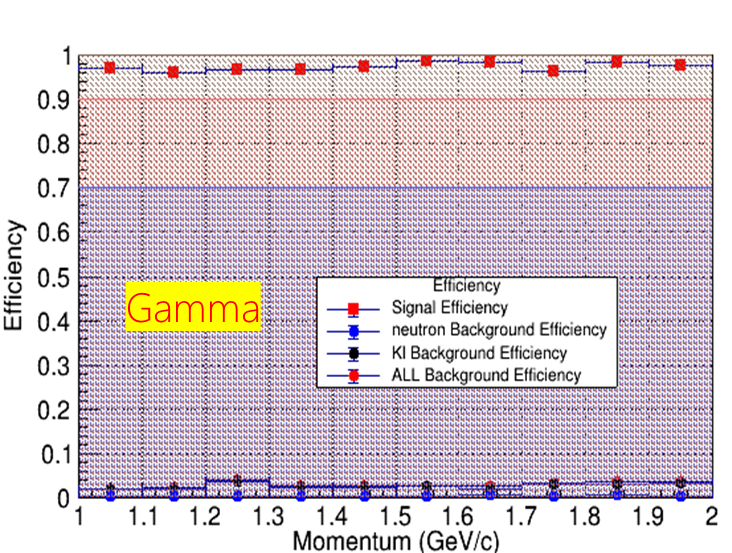 1
0.9
0.8
0.7
0.6
0.5
0.4
0.3
0.2
0.1
0
Efficiency
Gamma
Efficiency
Signal Efficiency
neutron Background Efficiency
Kl Background Efficiency
ALL Background Efficiency
1 1.1 1.2 1.3 1.4 1.5 1.6 1.7 1.8 1.9 2
Momentum (GeV/c)